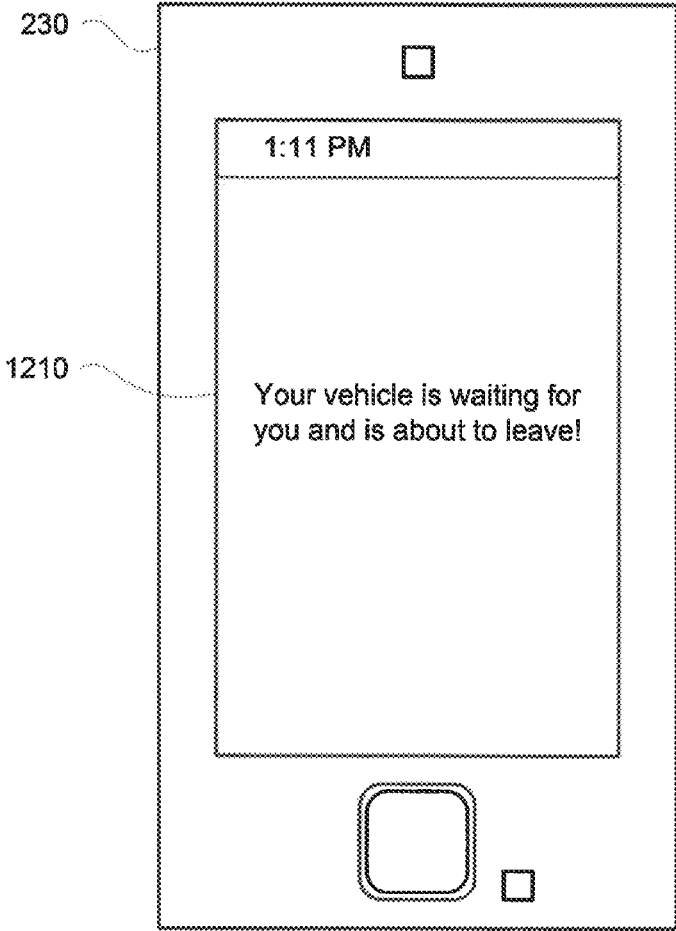 230
1:11 PM
1210
Your vehicle is waiting for
you and is about to leave!